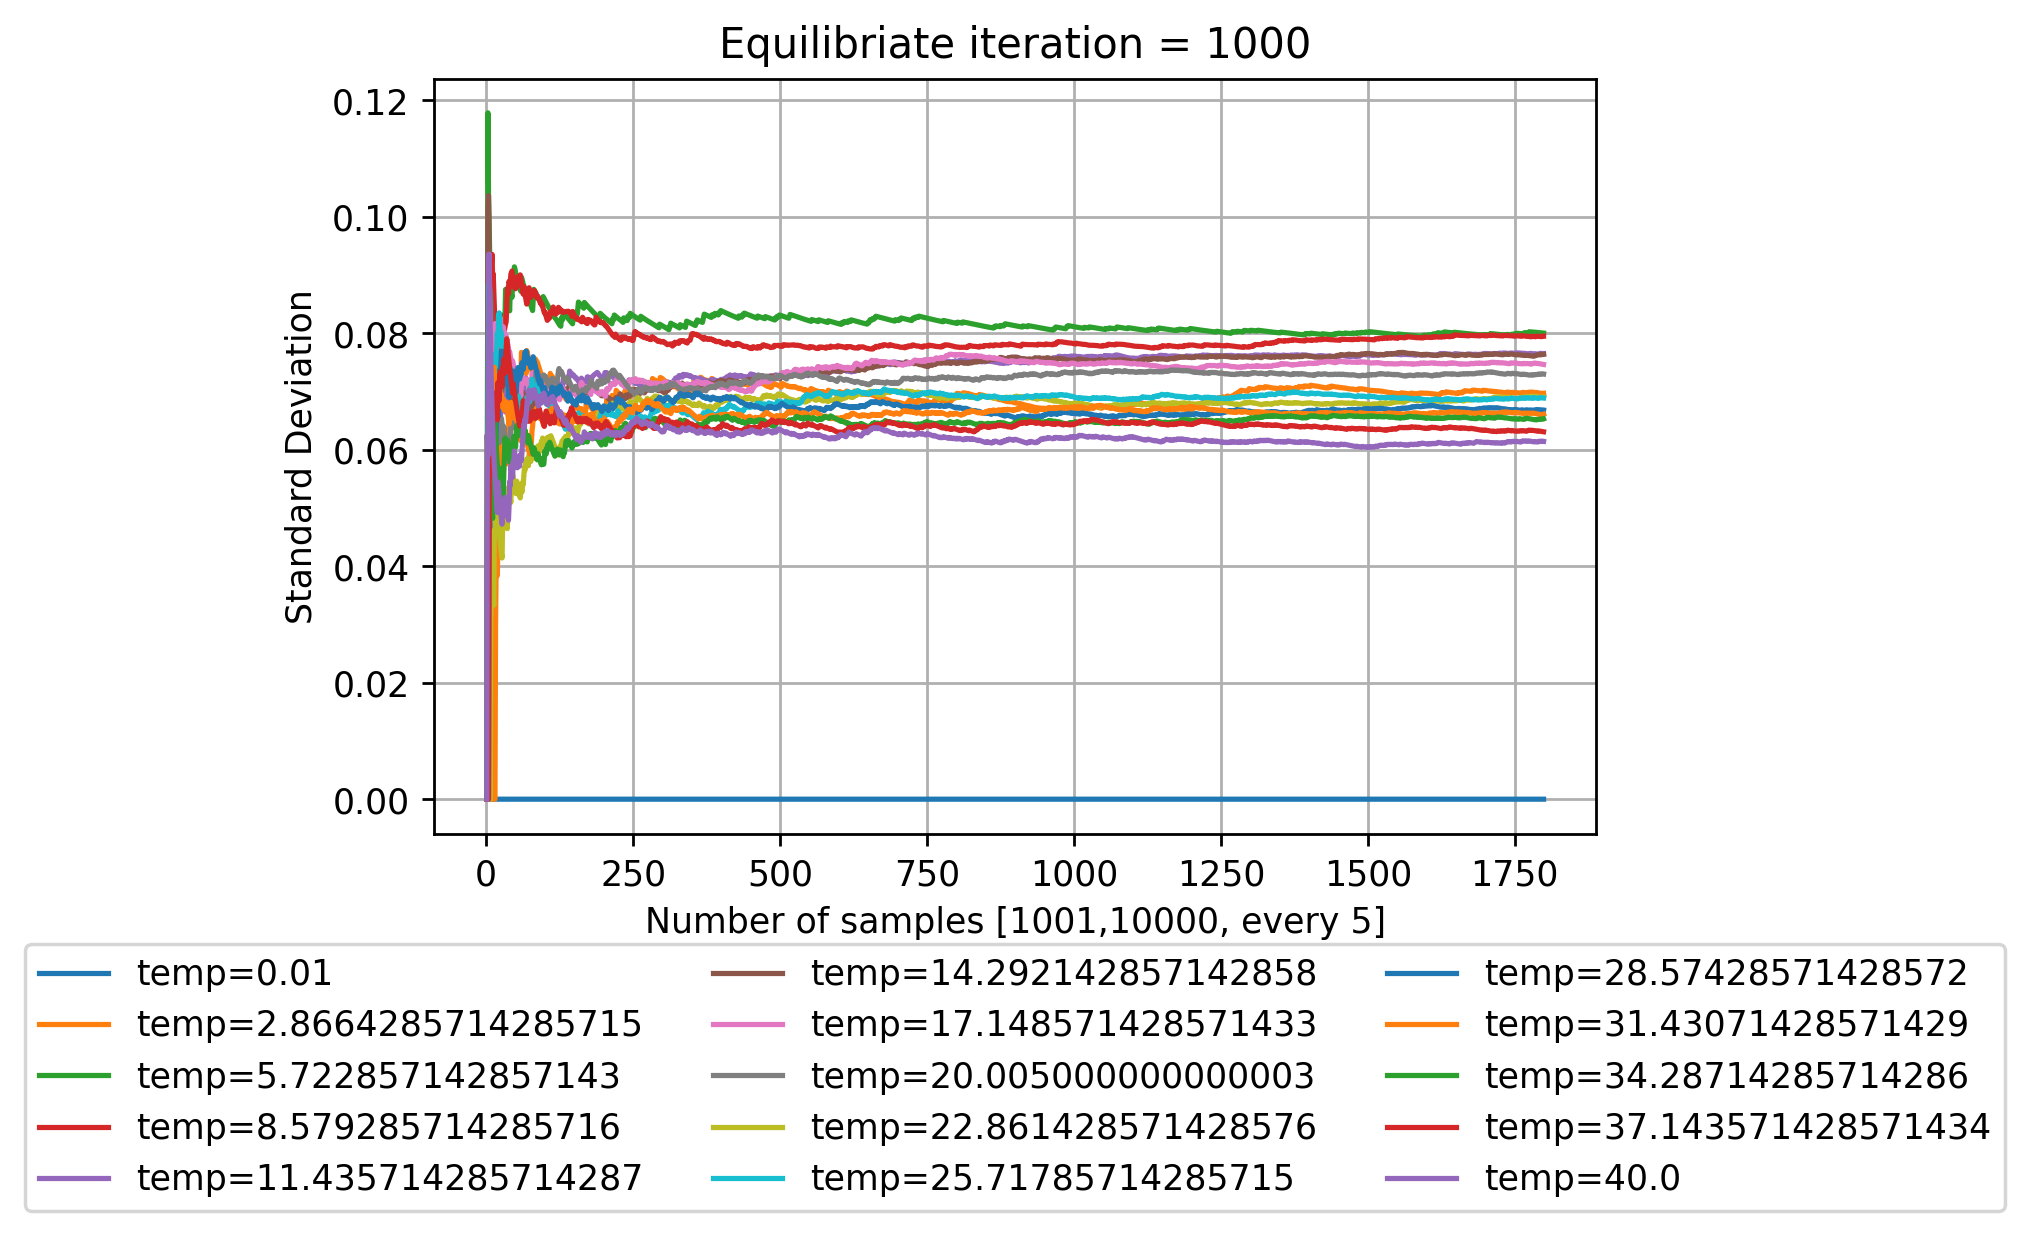 Equilibriate iteration = 1000
0.12
0.10
0.08
0.06
0.04
0.02
0.00
Standard Deviation
0 250 500 750 1000 1250 1500 1750
Number of samples [1001,10000, every 5]
temp=0.01
temp=2.8664285714285715
temp=5.722857142857143
temp=8.579285714285716
temp=11.435714285714287
temp=14.292142857142858
temp=17.148571428571433
temp=20.005000000000003
temp=22.861428571428576
temp=25.71785714285715
temp=28.57428571428572
temp=31.43071428571429
temp=34.28714285714286
temp=37.143571428571434
temp=40.0